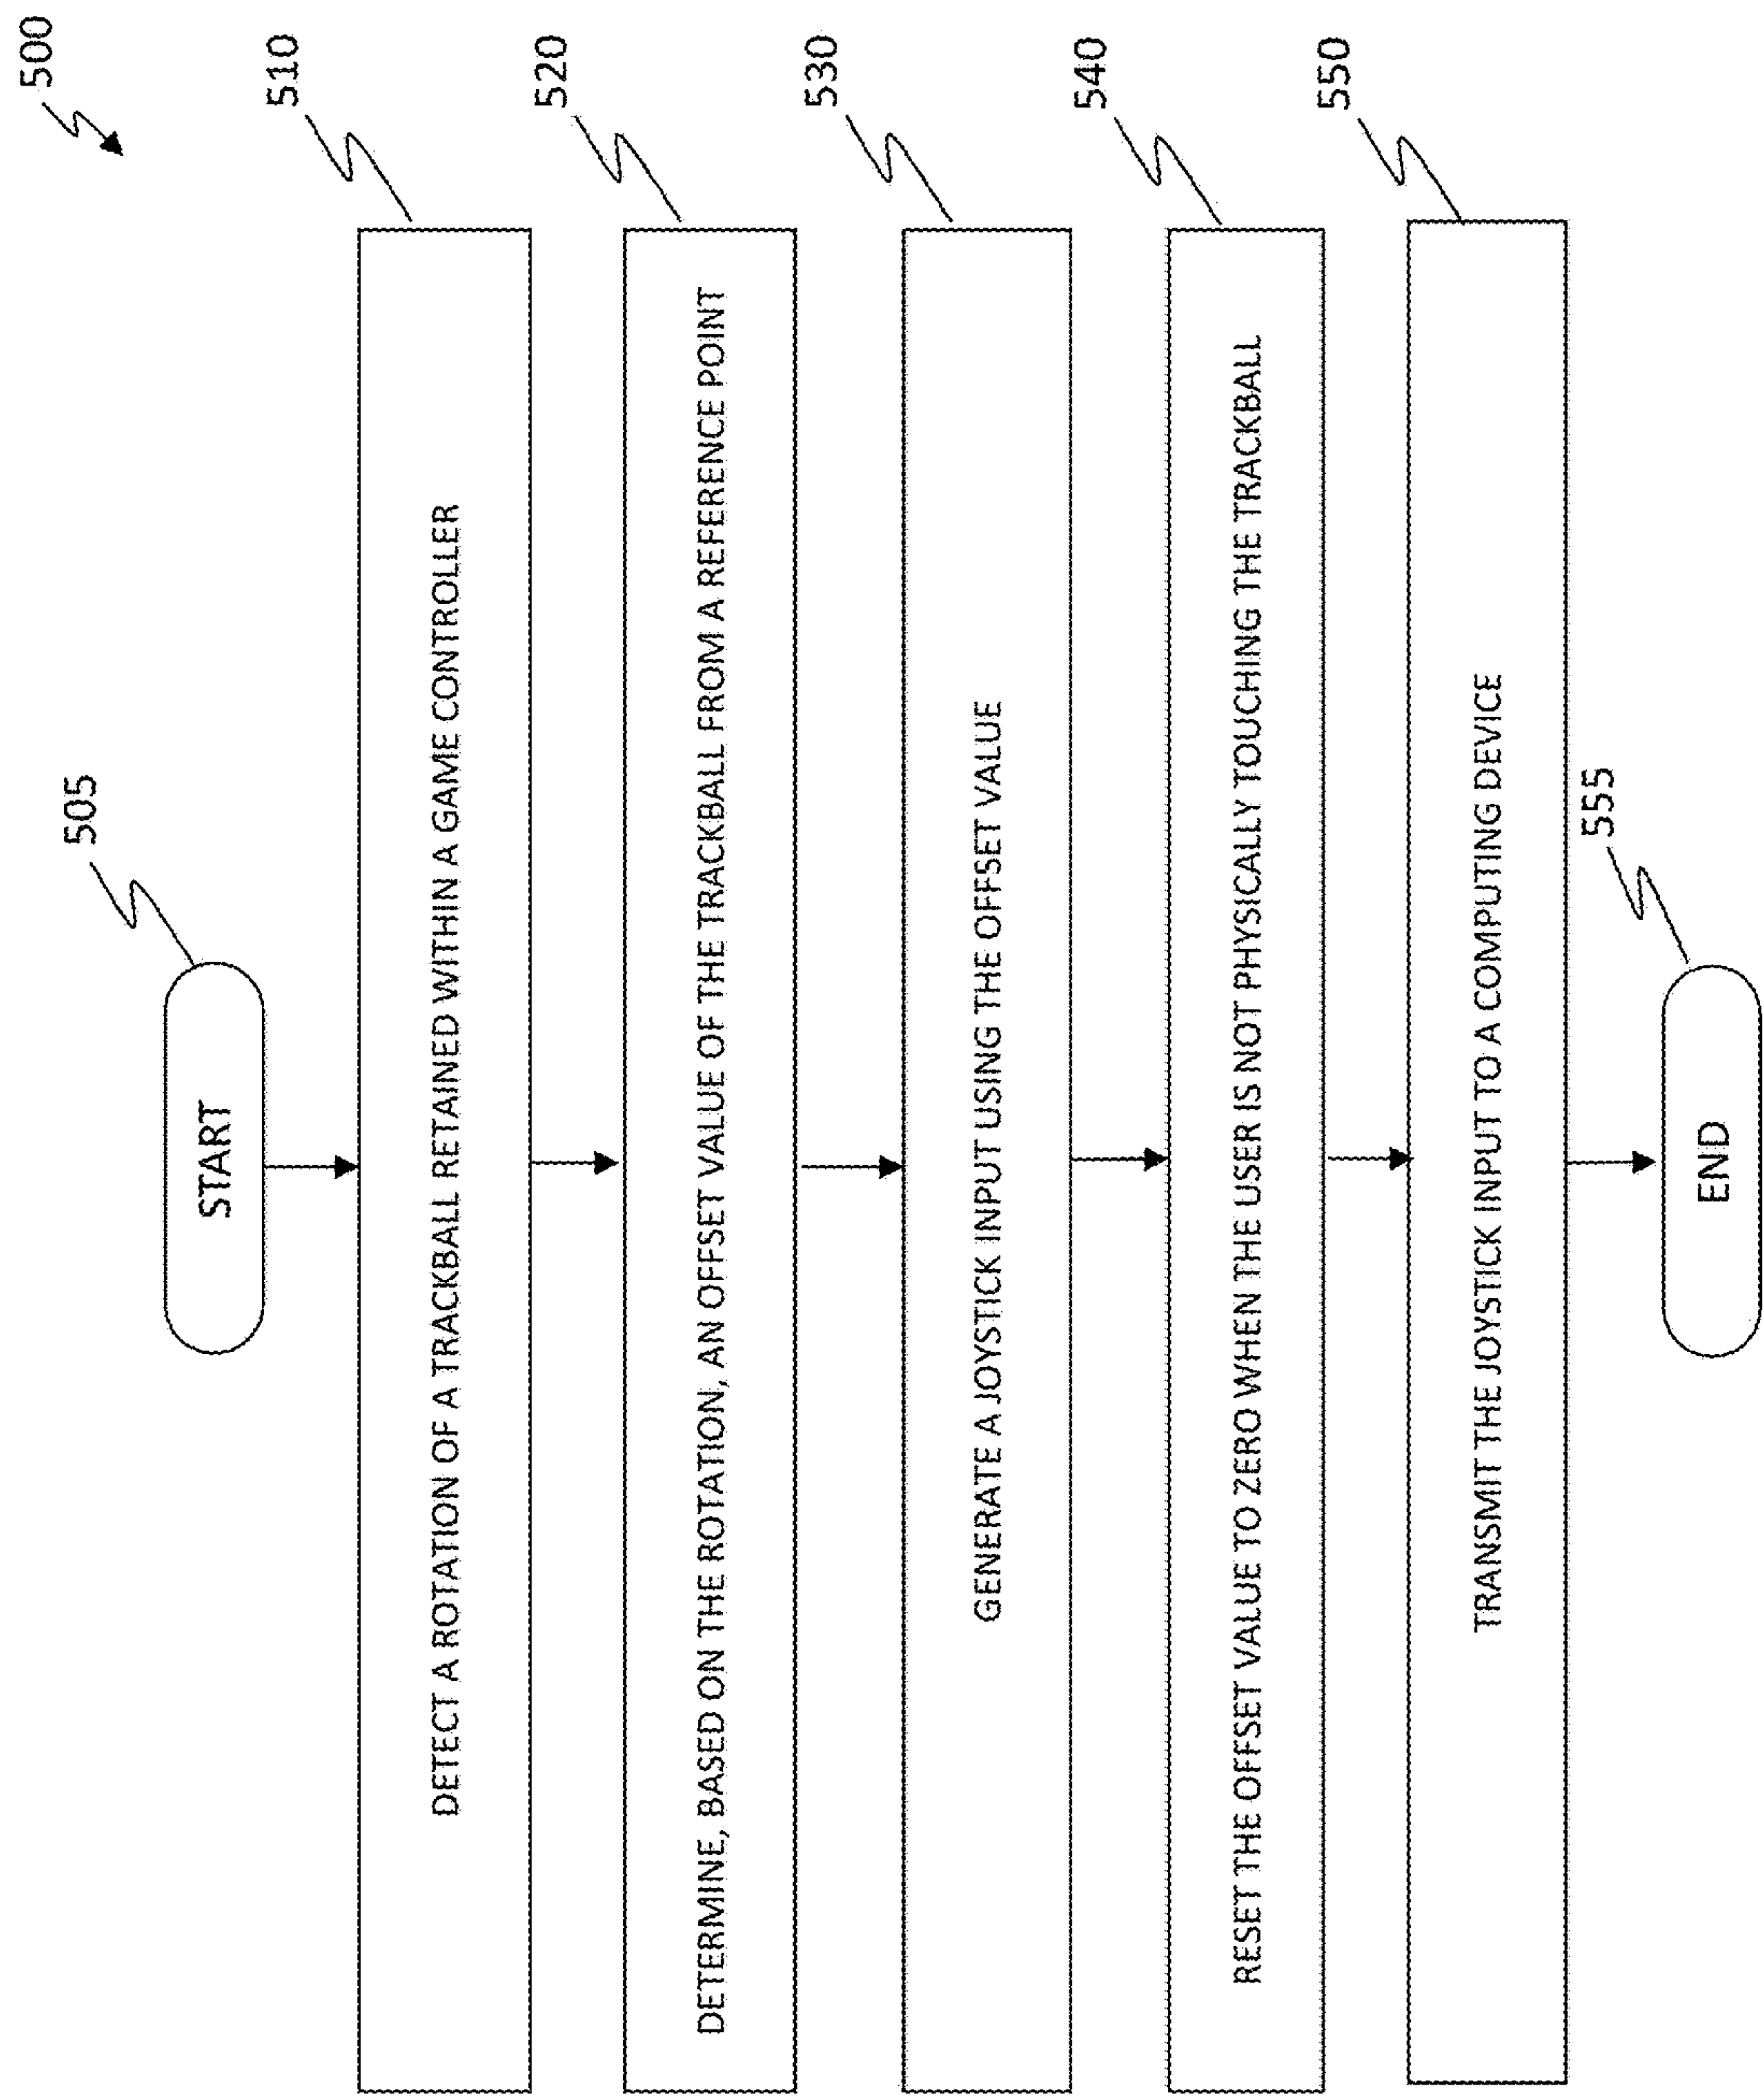 500
505
START
510
DETECT A ROTATION OF A TRACKBALL RETAINED WITHIN A GAME CONTROLLER
520
DETERMINE, BASED ON THE ROTATION, AN OFFSET VALUE OF THE TRACKBALL FROM A REFERENCE POINT
530
GENERATE A JOYSTICK INPUT USING THE OFFSET VALUE
540
RESET THE OFFSET VALUE TO ZERO WHEN THE USER IS NOT PHYSICALLY TOUCHING THE TRACKBALL
550
TRANSMIT THE JOYSTICK INPUT TO A COMPUTING DEVICE
555
END